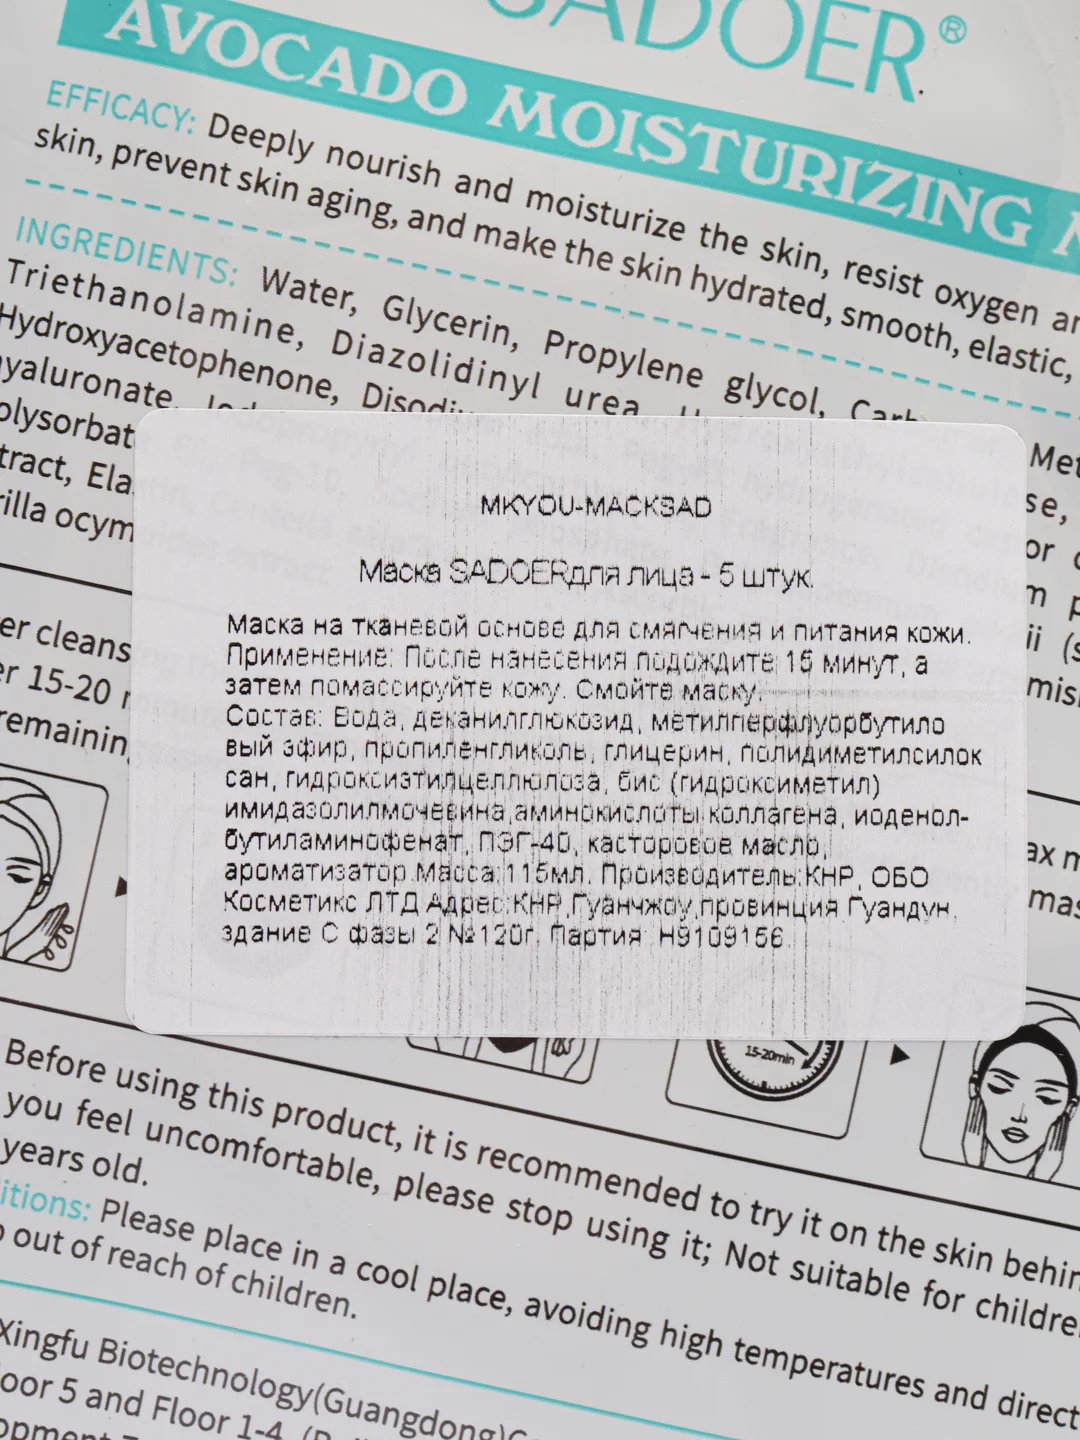 SADOER®
AVOCADO MOISTURIZING
EFFICACY: Deeply nourish and moisturize the skin, resist oxygen
skin, prevent skin aging, and make the skin hydrated, smooth, elastic,
INGREDIENTS: Water, Glycerin, Propylene glycol,
Triethanolamine, Diazolidinyl urea,
Hydroxyacetophenone,
MKYOU-MACKSAD
Маска SADOERдля лица - 5 штук.
Маска на тканевой основе для смягчения и питания кожи.
Применение: После нанесения подождите 15 минут, а
затем помассируйте кожу. Смойте маску.
Состав: Вода, деканилглюкозид, метилперфлуорбутило
вый эфир, пропиленгликоль, глицерин, полидиметилсилок
сан, гидроксиэтилцеллюлоза, бис (гидроксиметил)
имидазолилмочевина,аминокислоты коллагена, иоденол-
бутиламинофенат, ПЭГ-40, касторовое масло,
ароматизатор.Масса:115мл. Производитель:КНР, ОБО
Косметикс ЛТД Адрес:КНР,Гуанчжоу,провинция Гуандун,
здание С фазы 2 №120г. Партия: H9109156.
er cleans
er 15-20
remaining
15-20min
Before using this product, it is recommended to try it on the skin
you feel uncomfortable, please stop using it; Not suitable for
years old.
Please place in a cool place, avoiding high temperatures and
out of reach of children.
Xingfu Biotechnology(Guangdong)
oor 5 and Floor 1-4,